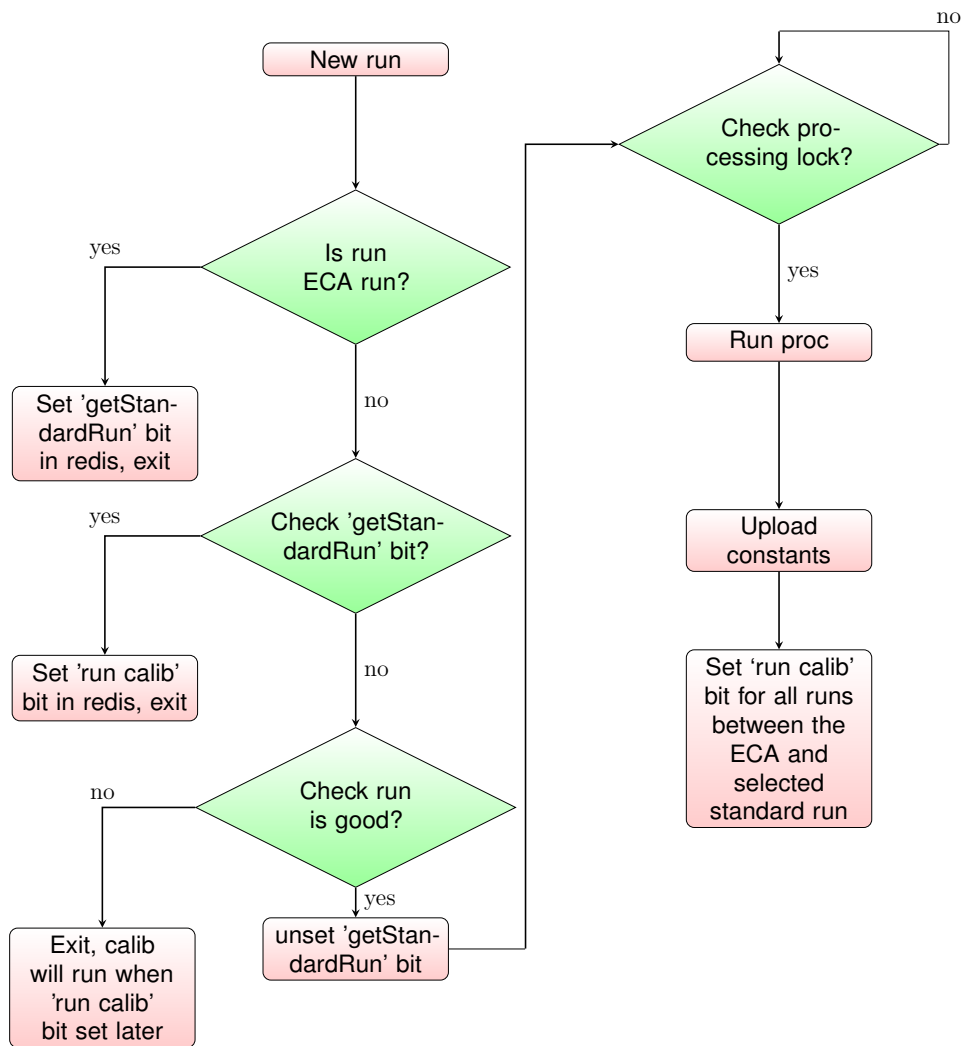 New run
Is run
ECA run?
yes
Set 'getStan-
dardRun' bit
in redis, exit
no
Check 'getStan-
dardRun' bit?
yes
Set 'run calib'
bit in redis, exit
no
Check run
is good?
no
Exit, calib
will run when
'run calib'
bit set later
yes
unset 'getStan-
dardRun' bit
no
Check pro-
cessing lock?
yes
Run proc
Upload
constants
Set ‘run calib’
bit for all runs
between the
ECA and
selected
standard run